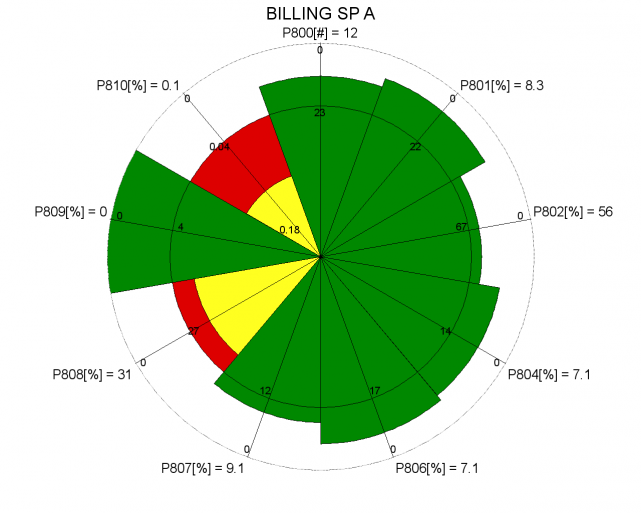 BILLING SP A
P800[#] = 12
0
P810[%] = 0.1
0
P801[%] = 8.3
0
23
0.04
22
P809[%] = 0
0
4
0.18
67
0
P802[%] = 56
27
14
P808[%] = 31
0
0
P804[%] = 7.1
12
17
0
0
P807[%] = 9.1
P806[%] = 7.1